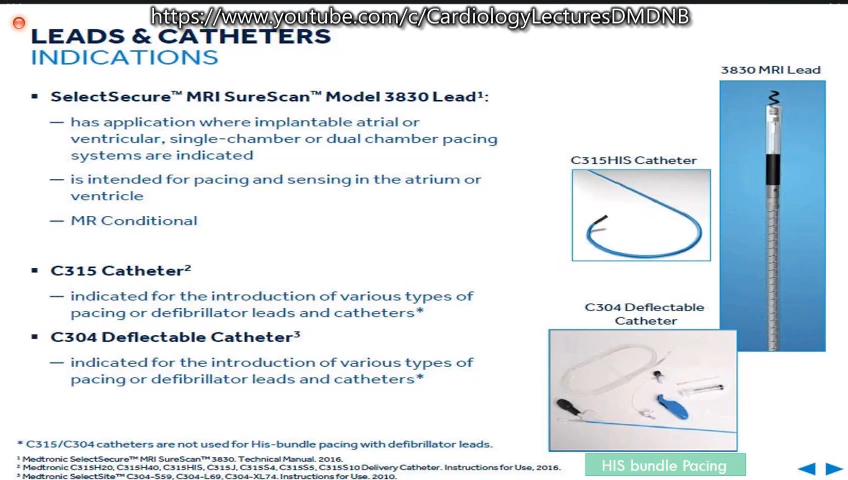 https://www.youtube.com/c/CardiologyLecturesDMDNB
LEADS & CATHETERS
INDICATIONS
3830 MRI Lead
▪ SelectSecure™ MRI SureScan™ Model 3830 Lead¹:
— has application where implantable atrial or
ventricular, single-chamber or dual chamber pacing
systems are indicated
— is intended for pacing and sensing in the atrium or
ventricle
— MR Conditional
C315HIS Catheter
▪ C315 Catheter²
— indicated for the introduction of various types of
pacing or defibrillator leads and catheters*
▪ C304 Deflectable Catheter³
— indicated for the introduction of various types of
pacing or defibrillator leads and catheters*
C304 Deflectable
Catheter
* C315/C304 catheters are not used for His-bundle pacing with defibrillator leads.
¹ Medtronic SelectSecure™ MRI SureScan™ 3830. Technical Manual. 2016.
² Medtronic C315H20, C315H40, C315HIS, C315J, C315S4, C315S5, C315S10 Delivery Catheter. Instructions for Use, 2016.
³ Medtronic SelectSite™ C304-S59, C304-L69, C304-XL74. Instructions for Use. 2010.
HIS bundle Pacing